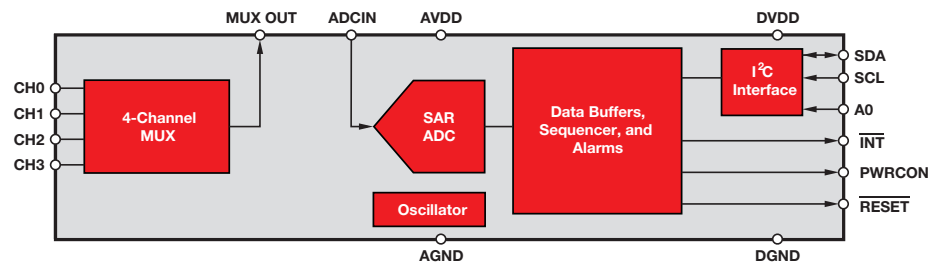 MUX OUT
ADCIN
AVDD
DVDD
CH0
CH1
CH2
CH3
4-Channel
MUX
SAR
ADC
Oscillator
Data Buffers,
Sequencer, and
Alarms
I²C
Interface
SDA
SCL
A0
INT
PWRCON
RESET
AGND
DGND